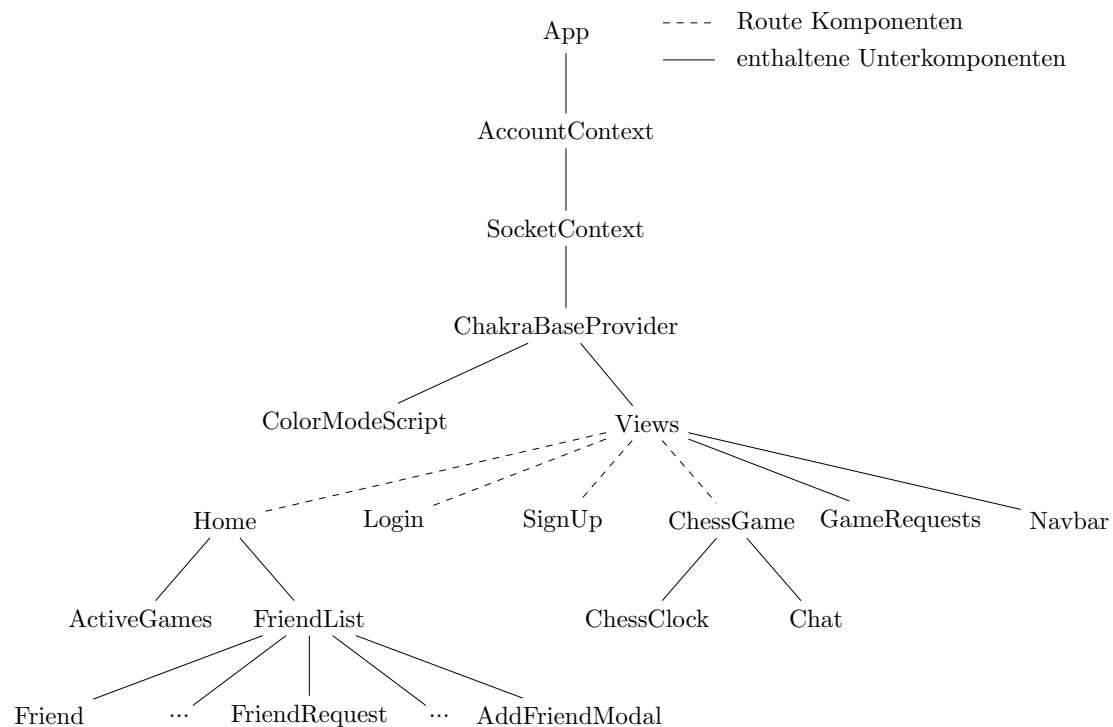 App
Route Komponenten
enthaltene Unterkomponenten
AccountContext
SocketContext
ChakraBaseProvider
ColorModeScript
Views
Home Login SignUp ChessGame GameRequests Navbar
ActiveGames FriendList ChessClock Chat
Friend ... FriendRequest ... AddFriendModal